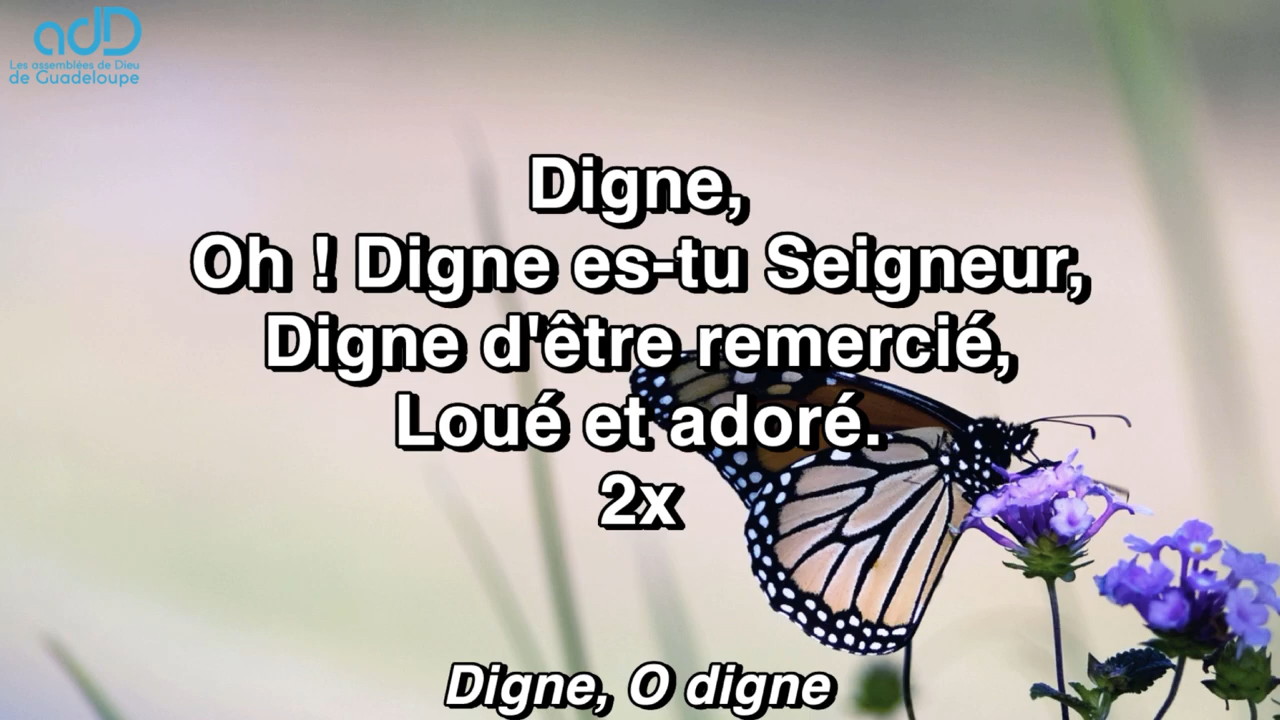 adD
Les assemblées de Dieu
de Guadeloupe
Digne,
Oh ! Digne es-tu Seigneur,
Digne d'être remercié,
Loué et adoré.
2x
Digne, O digne